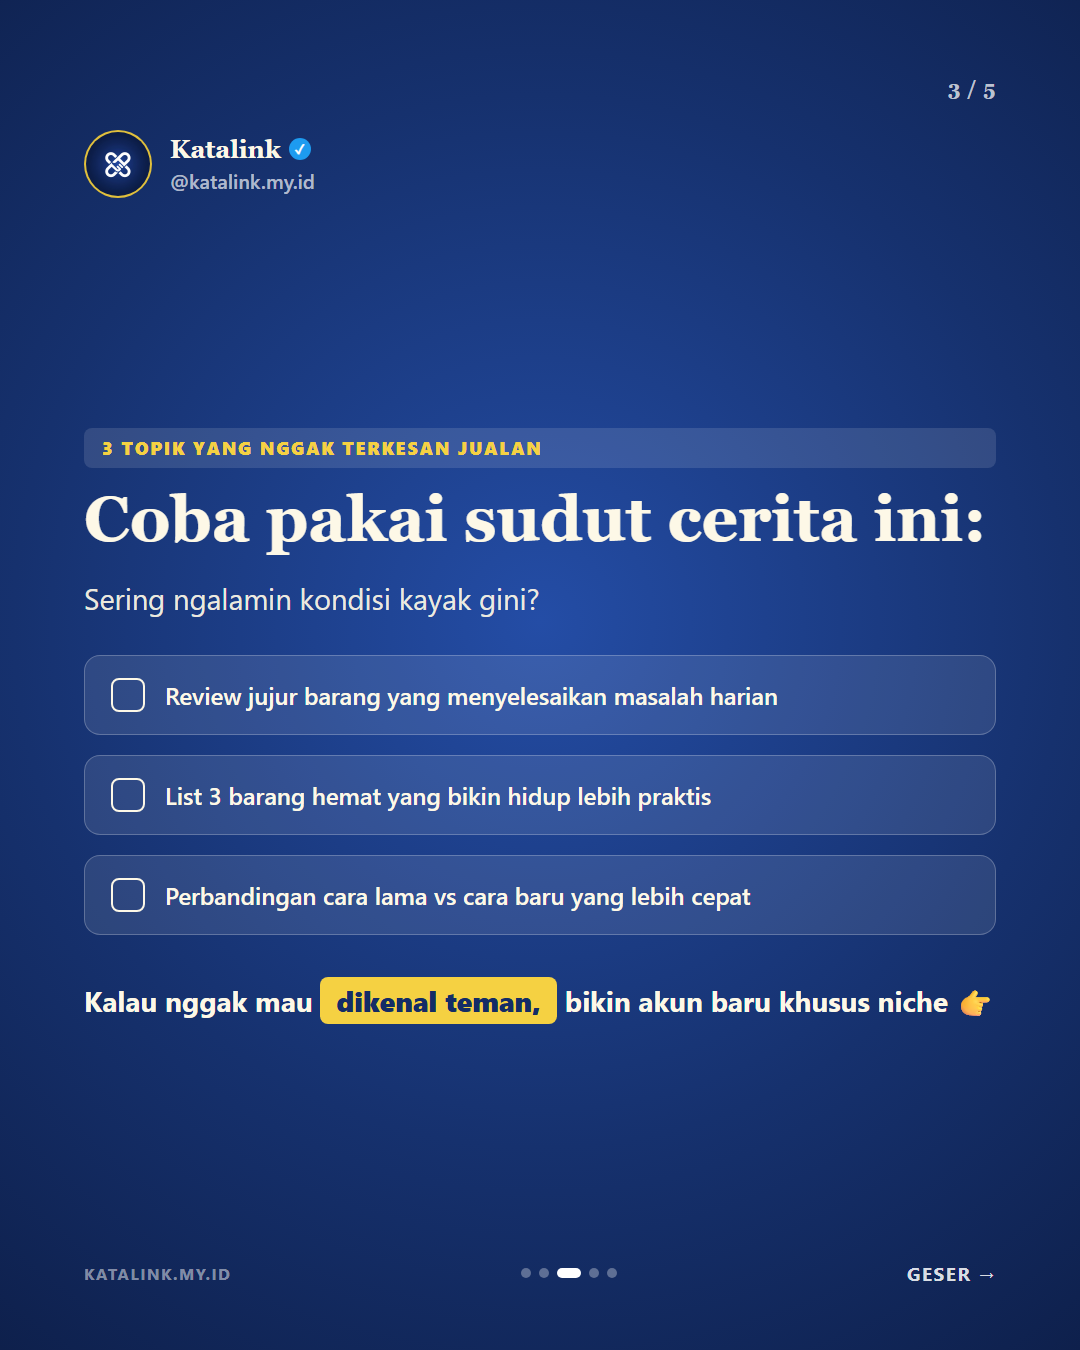 3 / 5
Katalink
@katalink.my.id
3 TOPIK YANG NGGAK TERKESAN JUALAN
Coba pakai sudut cerita ini:
Sering ngalamin kondisi kayak gini?
Review jujur barang yang menyelesaikan masalah harian
List 3 barang hemat yang bikin hidup lebih praktis
Perbandingan cara lama vs cara baru yang lebih cepat
Kalau nggak mau dikenal teman, bikin akun baru khusus niche 👉
KATALINK.MY.ID
GESER →